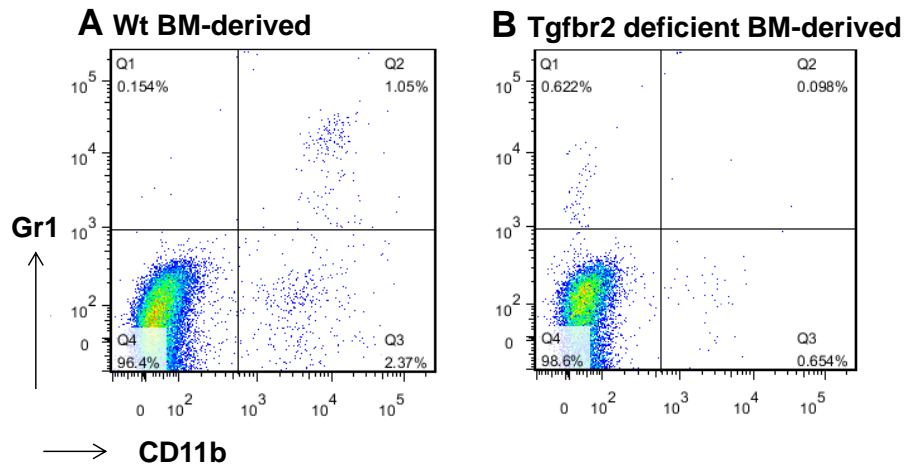 A Wt BM-derived
B Tgfbr2 deficient BM-derived
Q1
0.154%
Q2
1.05%
Q4
96.4%
Q3
2.37%
10^5
10^4
10^3
10^2
0
0 10^2 10^3 10^4 10^5
Q1
0.622%
Q2
0.098%
Q4
98.6%
Q3
0.654%
10^5
10^4
10^3
10^2
0
0 10^2 10^3 10^4 10^5
Gr1
CD11b